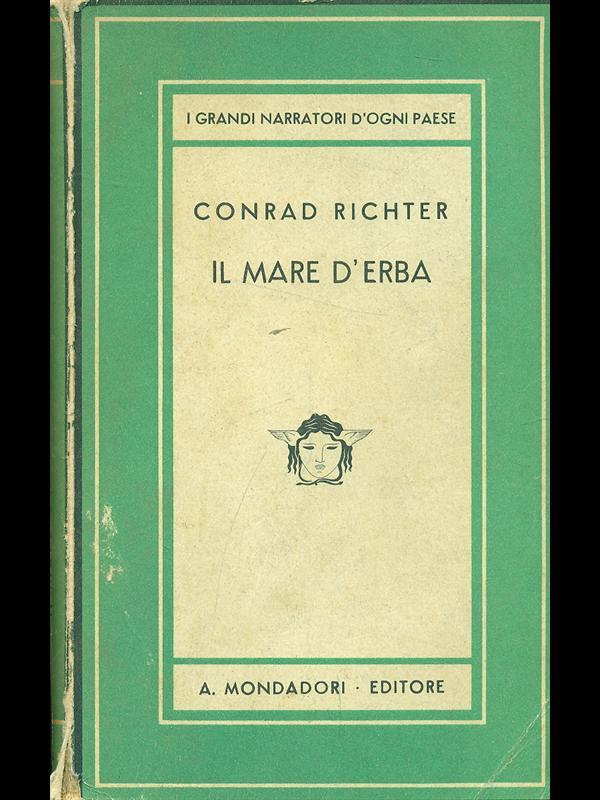 I GRANDI NARRATORI D'OGNI PAESE
CONRAD RICHTER
IL MARE D'ERBA
A. MONDADORI · EDITORE